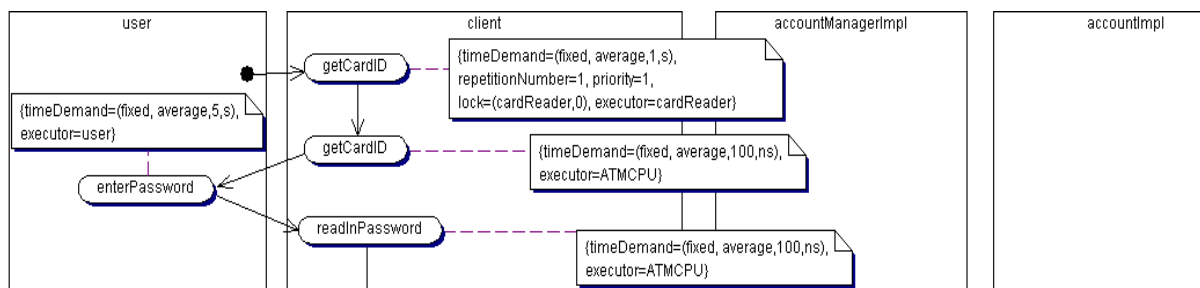 user
client
accountManagerImpl
accountImpl
getCardID
{timeDemand=(fixed, average,1,s),
repetitionNumber=1, priority=1,
lock=(cardReader,0), executor=cardReader}
{timeDemand=(fixed, average,5,s),
executor=user}
getCardID
{timeDemand=(fixed, average,100,ns),
executor=ATMCPU}
enterPassword
readInPassword
{timeDemand=(fixed, average,100,ns),
executor=ATMCPU}